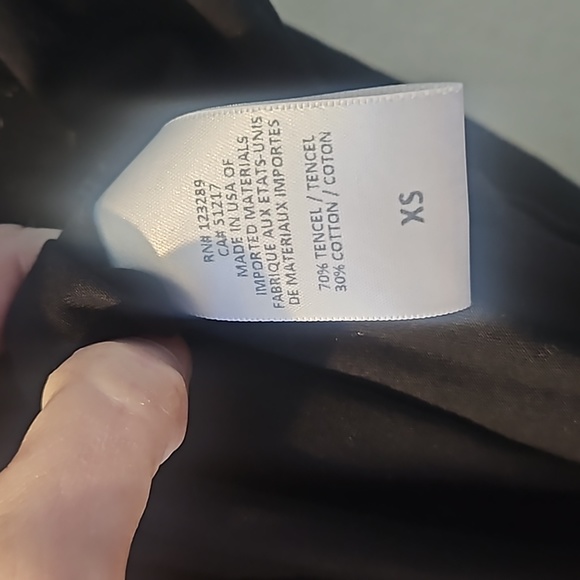 RN# 123289
CA# 51217
MADE IN USA OF
IMPORTED MATERIALS
FABRIQUE AUX ETATS-UNIS
DE MATERIAUX IMPORTES
70% TENCEL / TENCEL
30% COTTON / COTON
XS